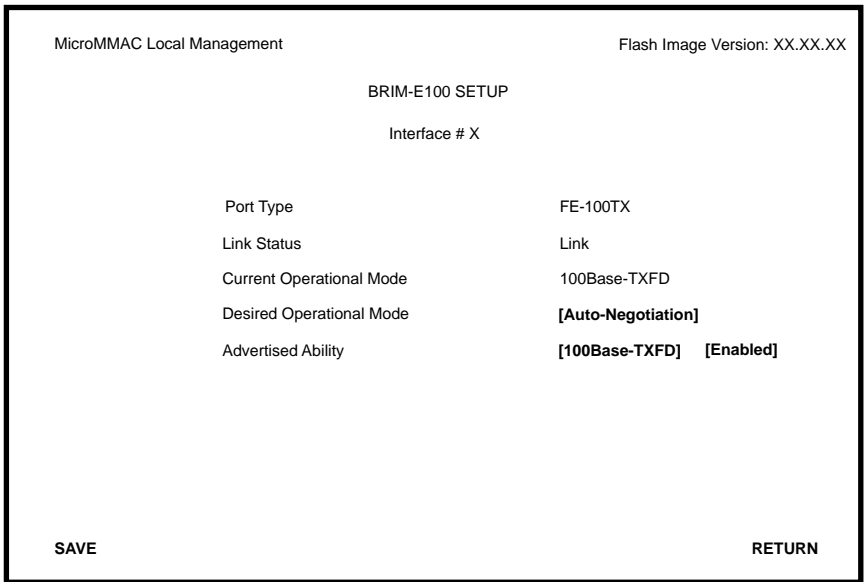 MicroMMAC Local Management Flash Image Version: XX.XX.XX
BRIM-E100 SETUP
Interface # X
Port Type FE-100TX
Link Status Link
Current Operational Mode 100Base-TXFD
Desired Operational Mode [Auto-Negotiation]
Advertised Ability [100Base-TXFD] [Enabled]
SAVE RETURN